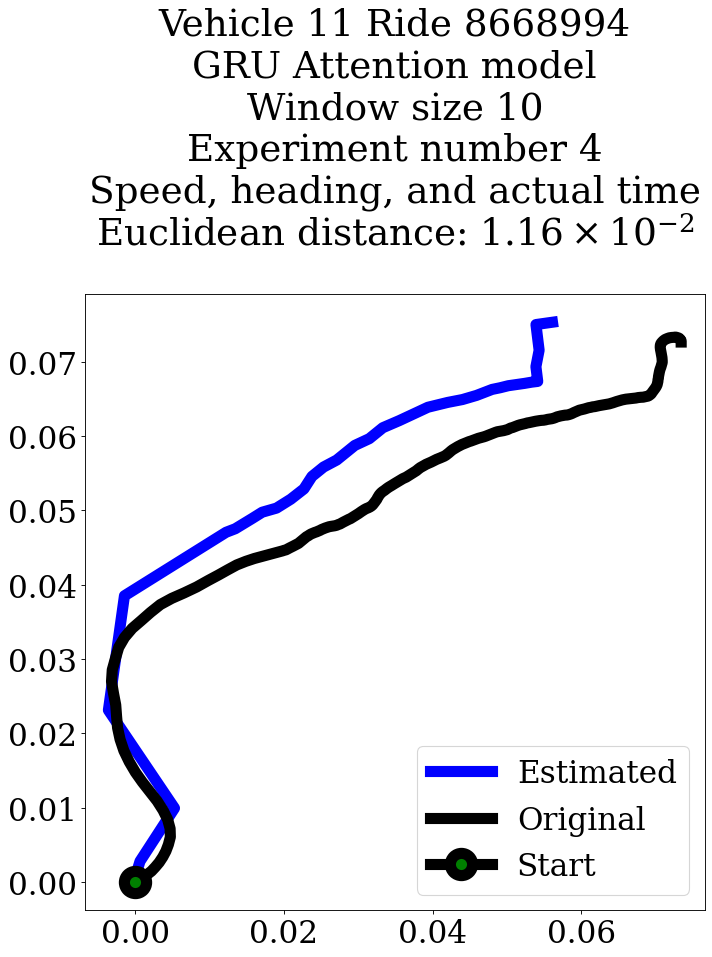 Vehicle 11 Ride 8668994
GRU Attention model
Window size 10
Experiment number 4
Speed, heading, and actual time
Euclidean distance: 1.16 × 10⁻²
0.07
0.06
0.05
0.04
0.03
0.02
0.01
0.00
Estimated
Original
Start
0.00 0.02 0.04 0.06